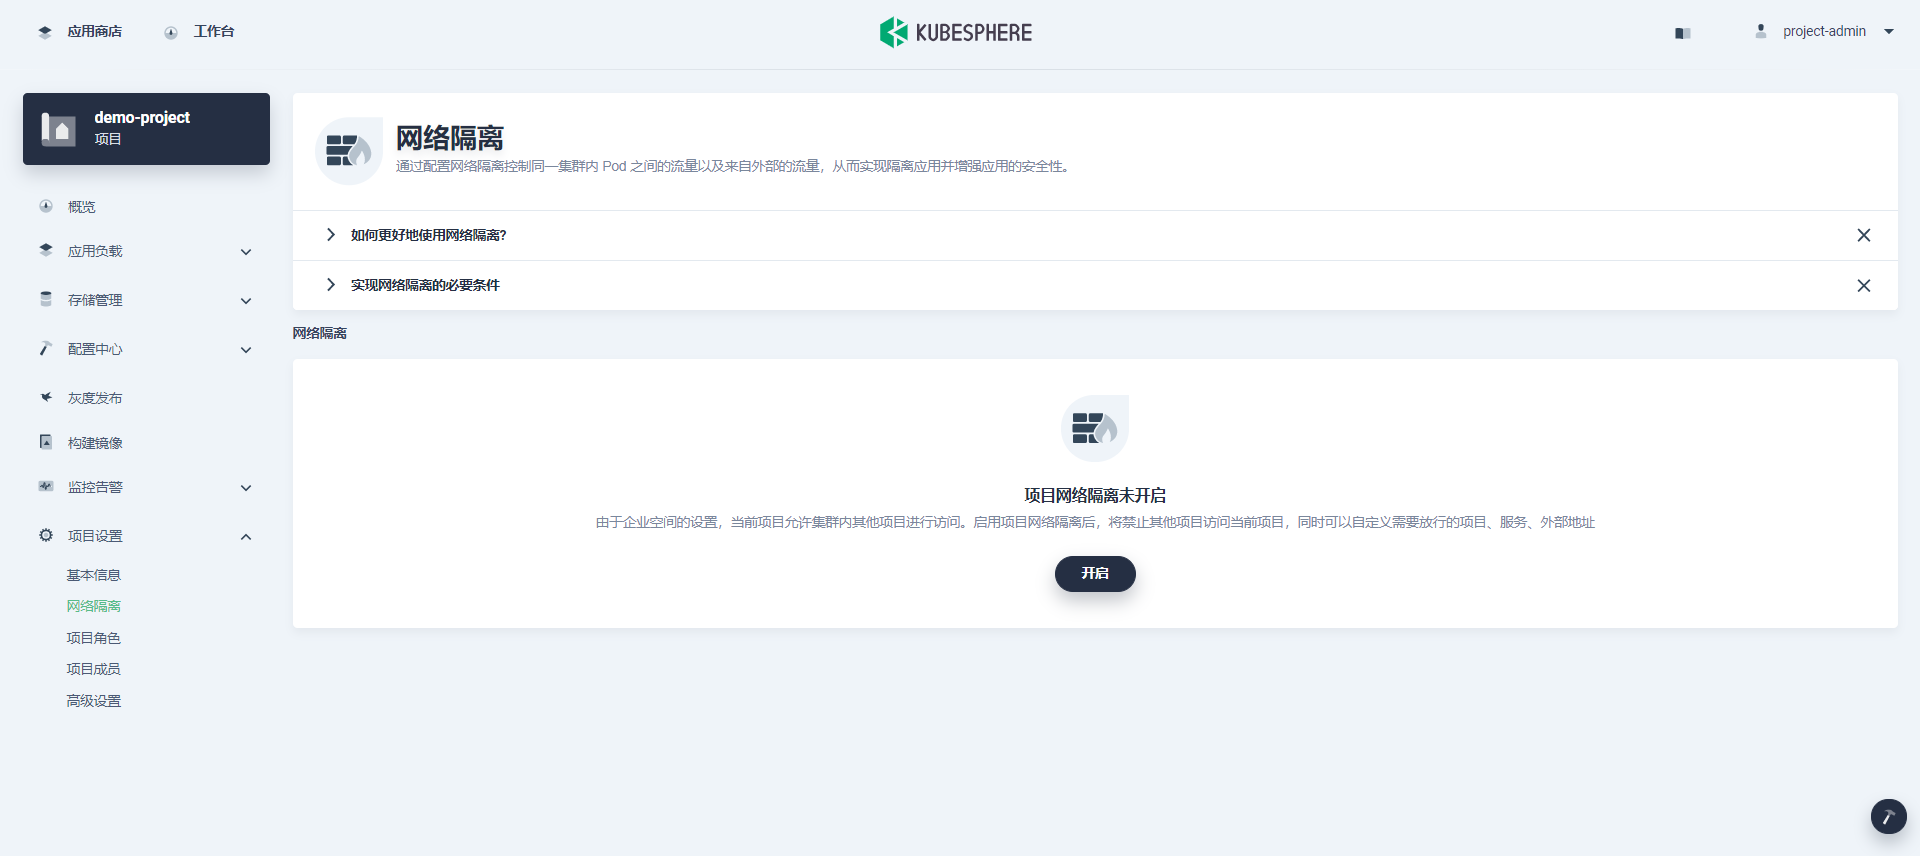 应用商店
工作台
KUBESPHERE
project-admin
demo-project
项目
概览
应用负载
存储管理
配置中心
灰度发布
构建镜像
监控告警
项目设置
基本信息
网络隔离
项目角色
项目成员
高级设置
网络隔离
通过配置网络隔离控制同一集群内 Pod 之间的流量以及来自外部的流量，从而实现隔离应用并增强应用的安全性。
如何更好地使用网络隔离?
实现网络隔离的必要条件
网络隔离
项目网络隔离未开启
由于企业空间的设置，当前项目允许集群内其他项目进行访问。启用项目网络隔离后，将禁止其他项目访问当前项目，同时可以自定义需要放行的项目、服务、外部地址
开启